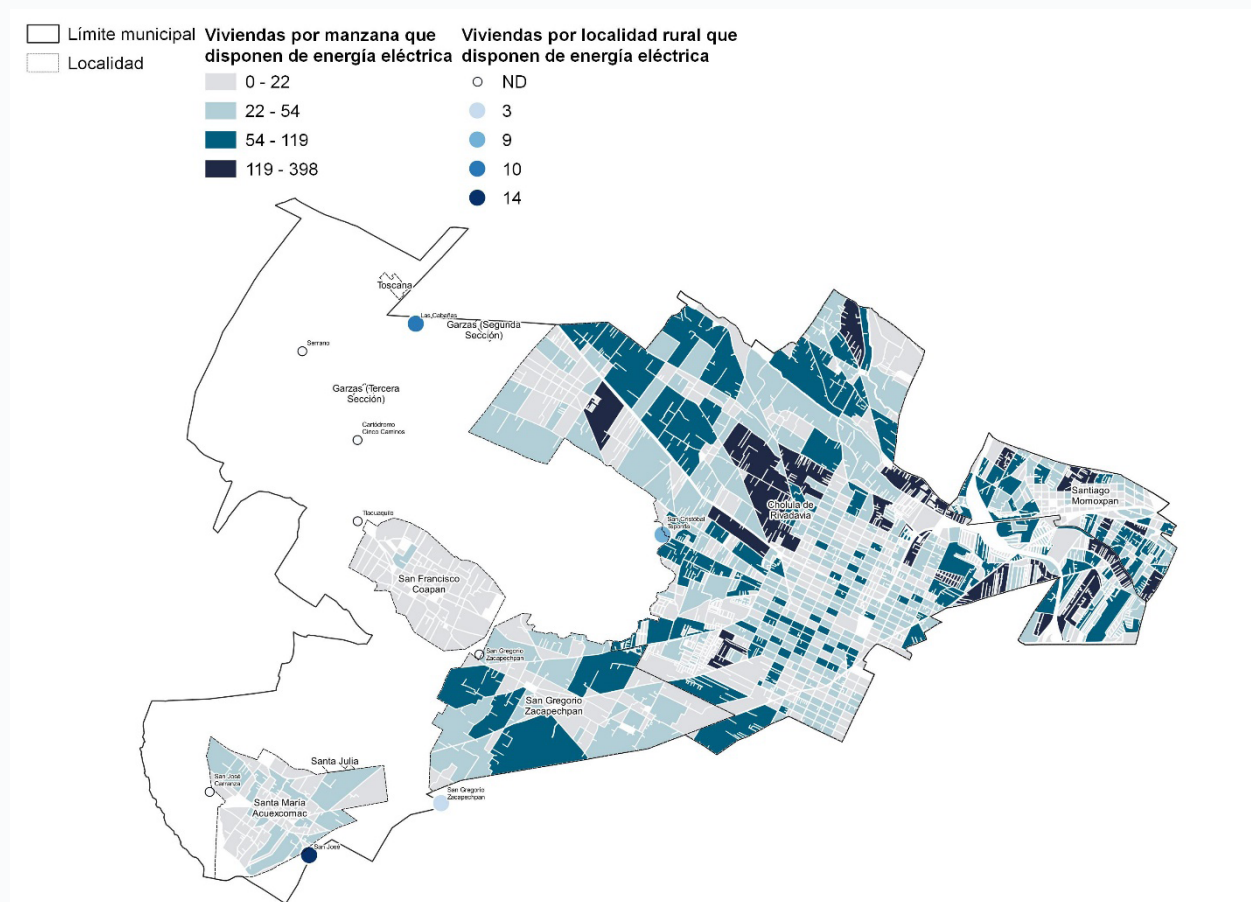 Límite municipal
Localidad
Viviendas por manzana que
disponen de energía eléctrica
0 - 22
22 - 54
54 - 119
119 - 398
Viviendas por localidad rural que
disponen de energía eléctrica
ND
3
9
10
14
Toscana
Las Cabañas
Garzas (Segunda
Sección)
Serrano
Garzas (Tercera
Sección)
Cartódromo
Cinco Caminos
Santiago
Momoxpan
Cholula de
Rivadavia
San Cristóbal
Tepontla
Tlacuaquilo
San Francisco
Coapan
San Gregorio
Zacapechpan
San Gregorio
Zacapechpan
Santa Julia
San José
Carranza
San Gregorio
Zacapechpan
Santa María
Acuexcomac
San José